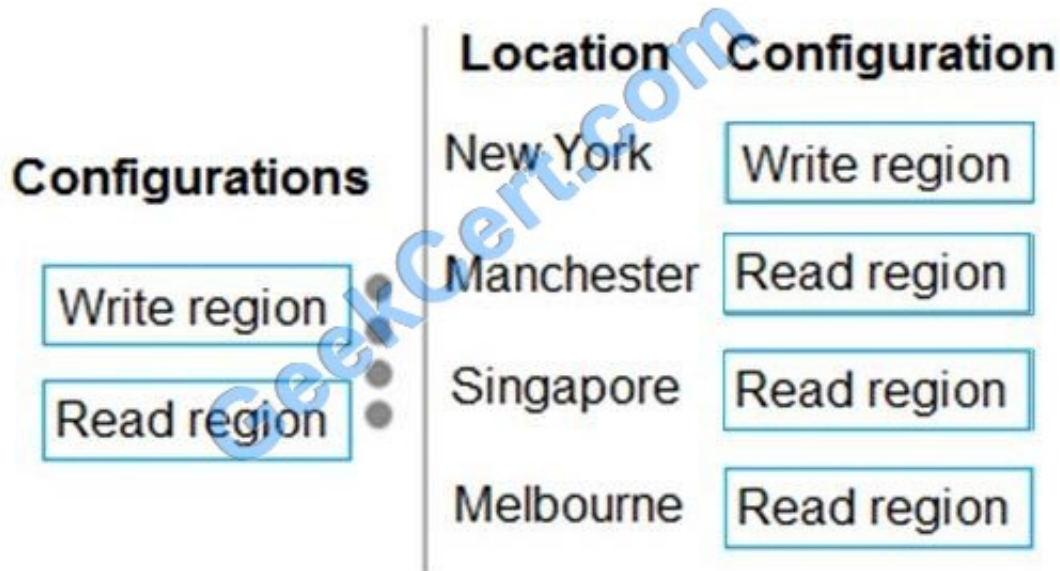 Configurations
Write region
Read region
Location Configuration
New York Write region
Manchester Read region
Singapore Read region
Melbourne Read region
GeekCert.com